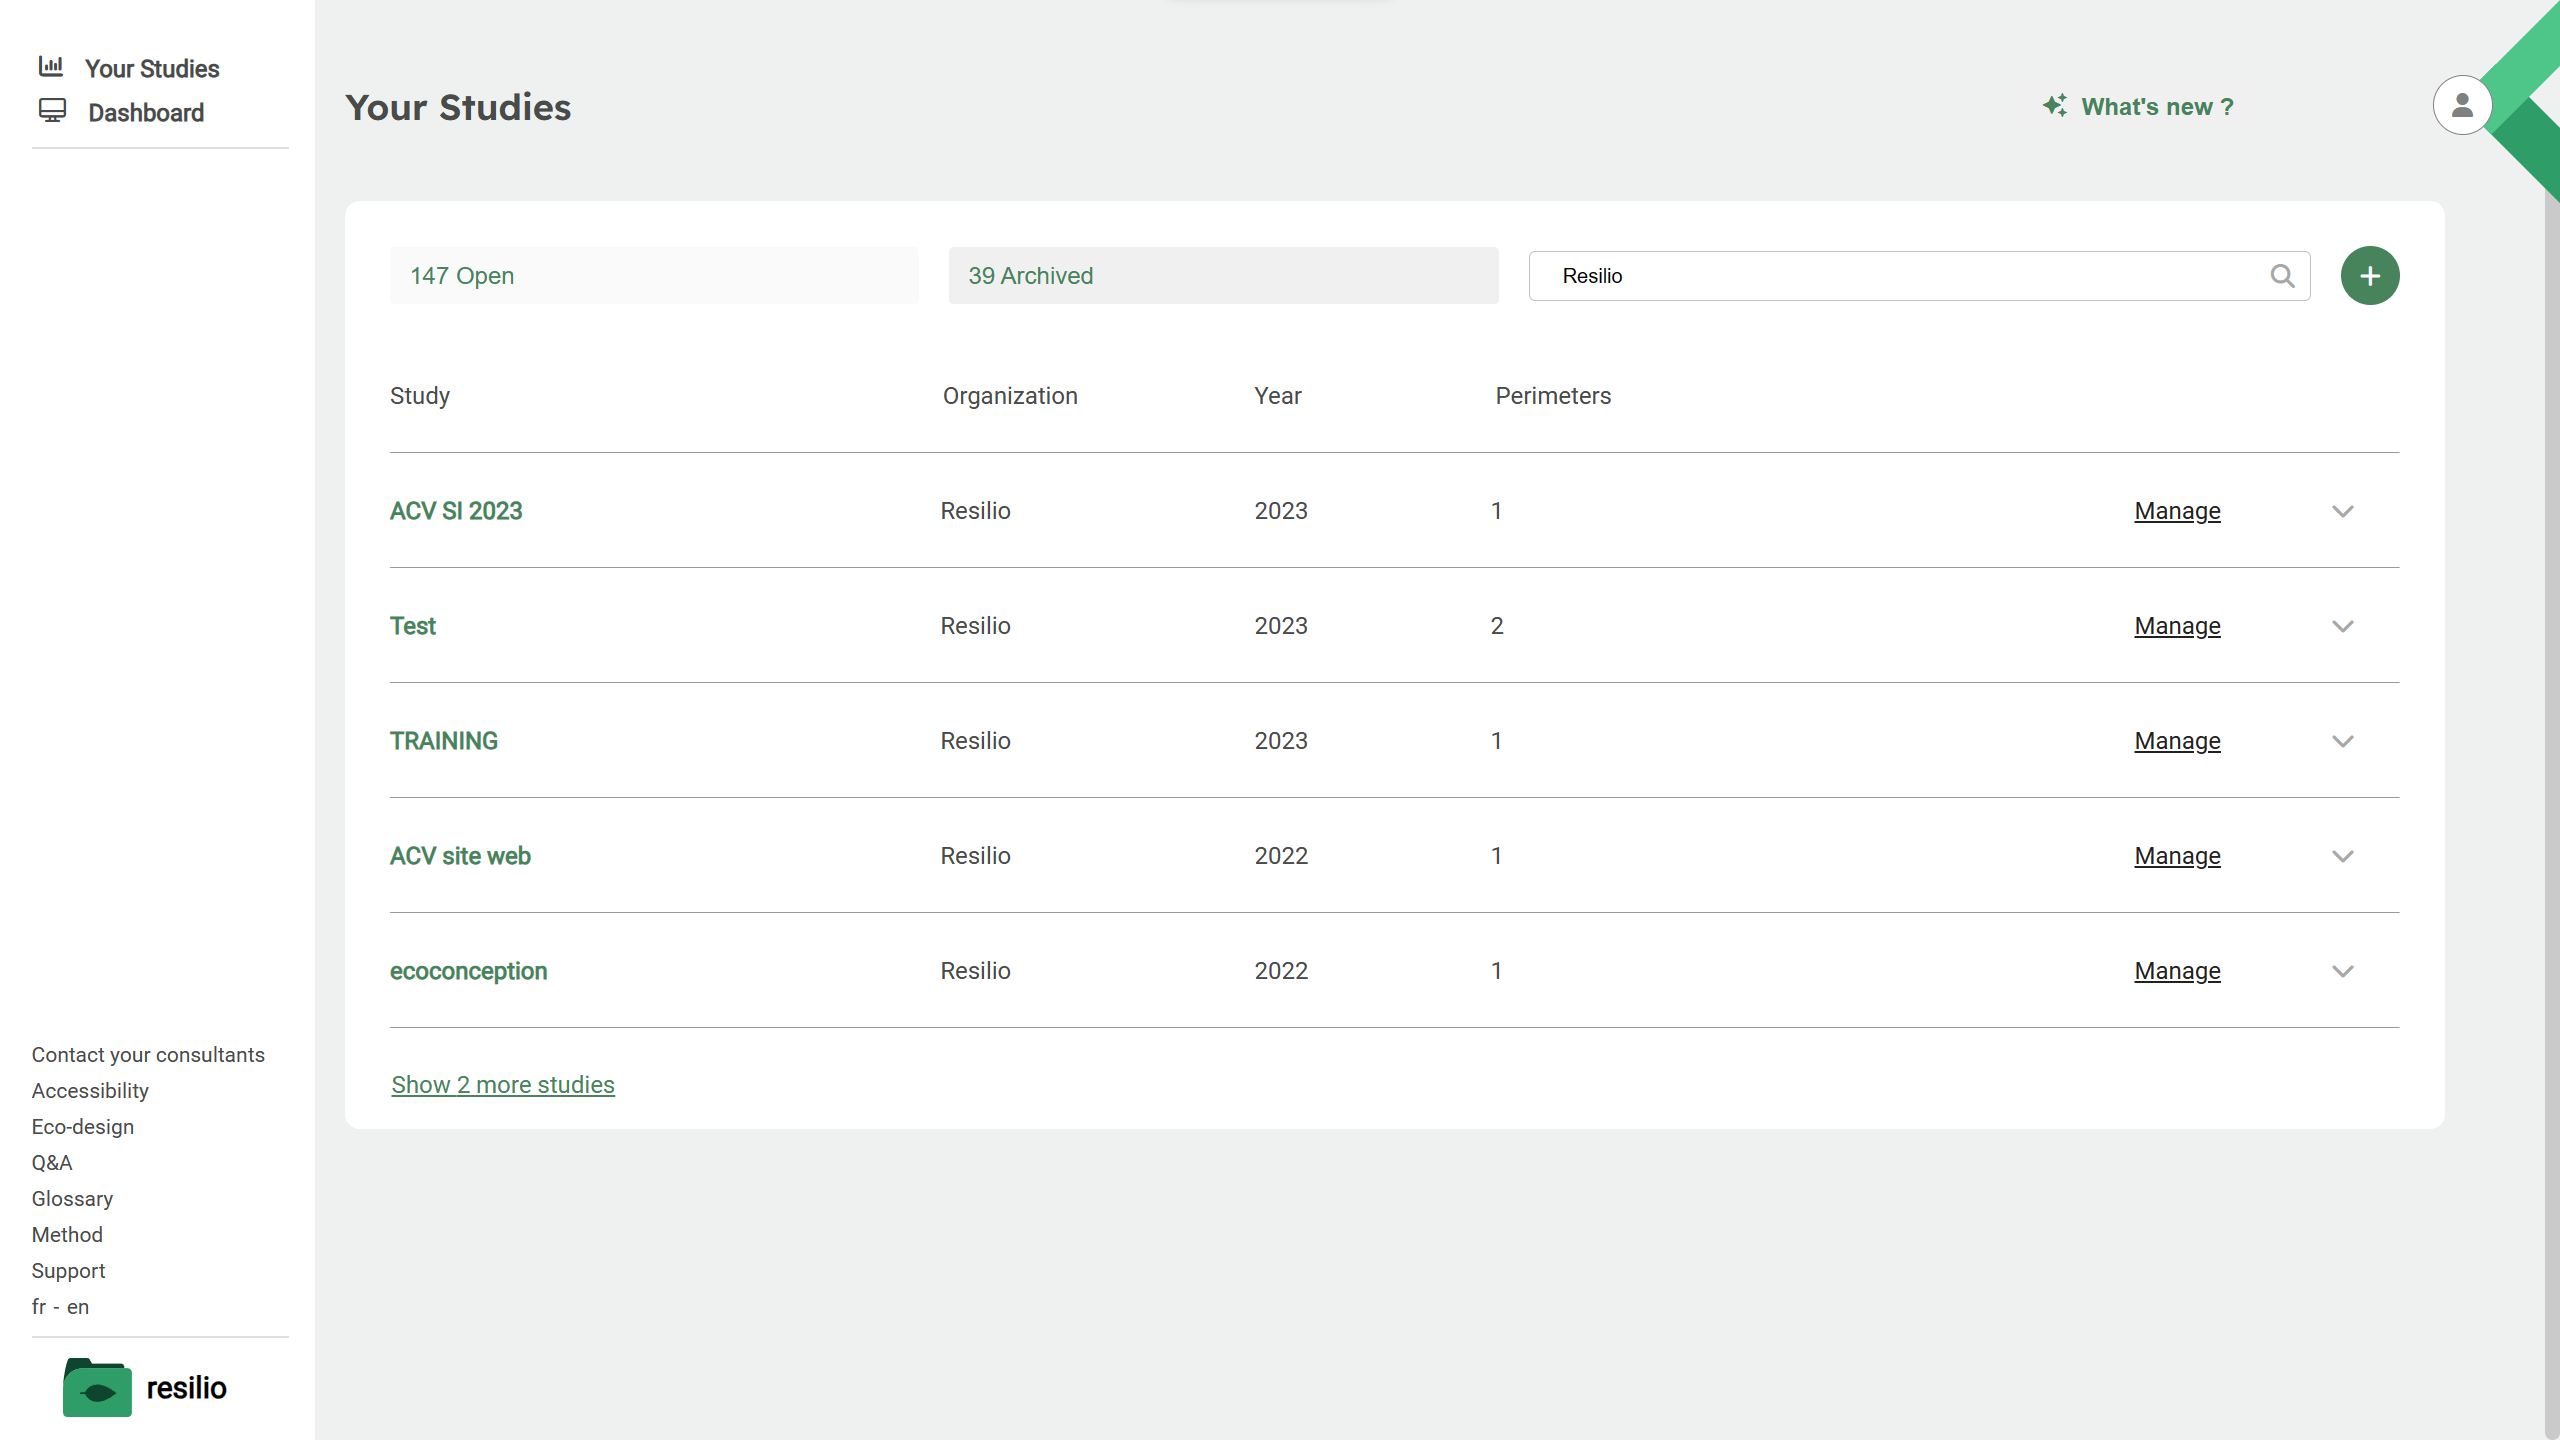 Your Studies
Dashboard
Your Studies
What's new ?
147 Open
39 Archived
Resilio
Study Organization Year Perimeters
ACV SI 2023 Resilio 2023 1 Manage
Test Resilio 2023 2 Manage
TRAINING Resilio 2023 1 Manage
ACV site web Resilio 2022 1 Manage
ecoconception Resilio 2022 1 Manage
Show 2 more studies
Contact your consultants
Accessibility
Eco-design
Q&A
Glossary
Method
Support
fr - en
resilio